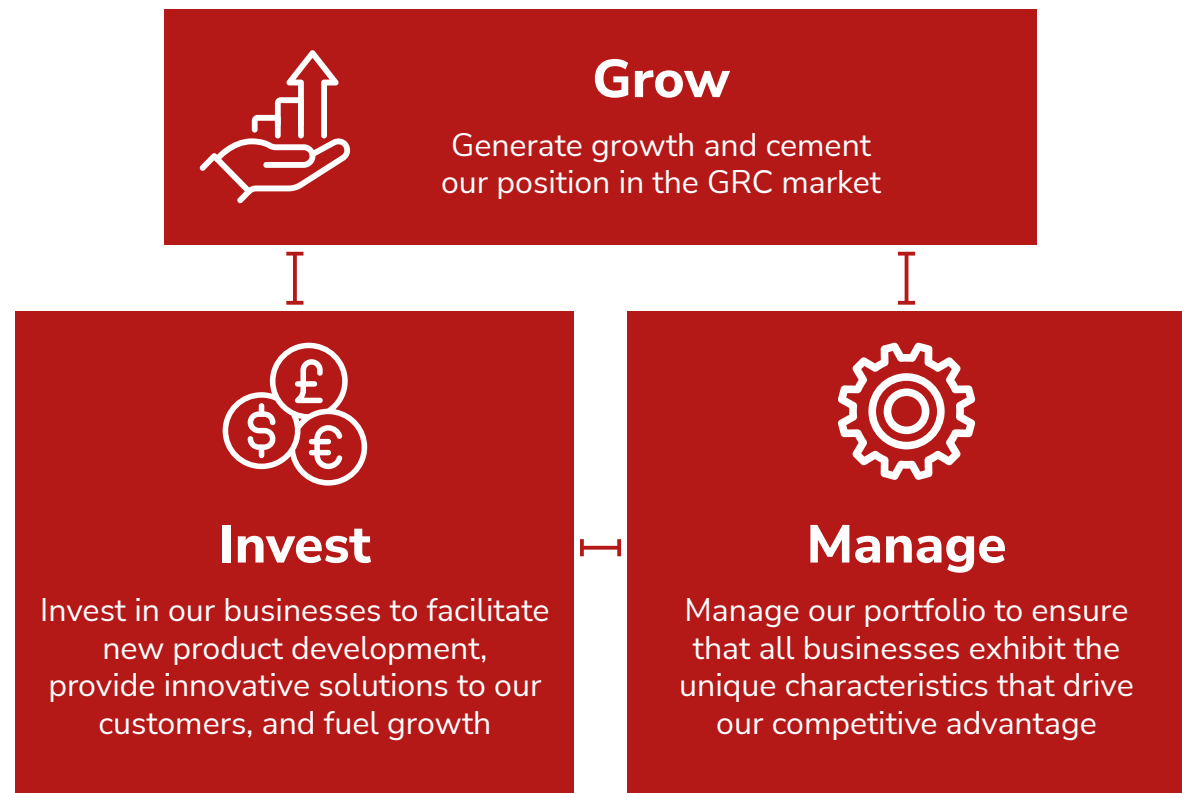 Grow
Generate growth and cement
our position in the GRC market
£
$
€
Invest
Invest in our businesses to facilitate
new product development,
provide innovative solutions to our
customers, and fuel growth
Manage
Manage our portfolio to ensure
that all businesses exhibit the
unique characteristics that drive
our competitive advantage